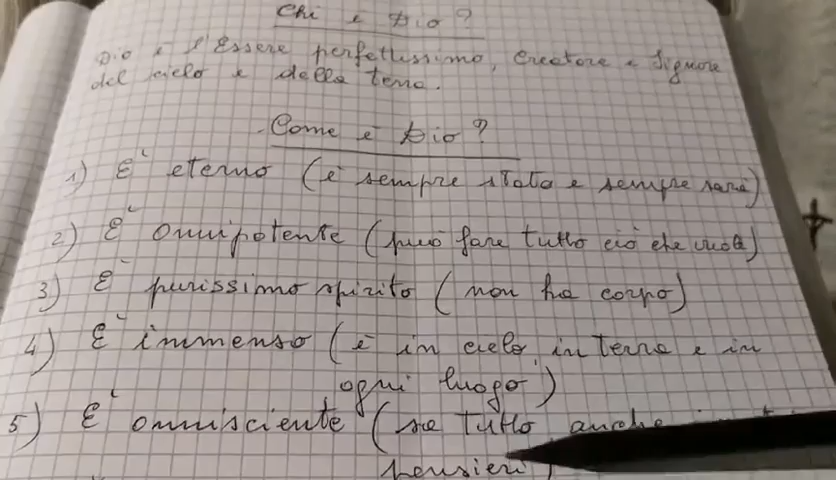 Chi è Dio?
Dio è l'Essere perfettissimo, Creatore e Signore
del cielo e della terra.
Come è Dio?
1) E' eterno (è sempre stato e sempre sarà)
2) E' onnipotente (può fare tutto ciò che vuole)
3) E' purissimo spirito (non ha corpo)
4) E' immenso (è in cielo, in terra e in
ogni luogo)
5) E' onnisciente (sa tutto anche
pensieri)